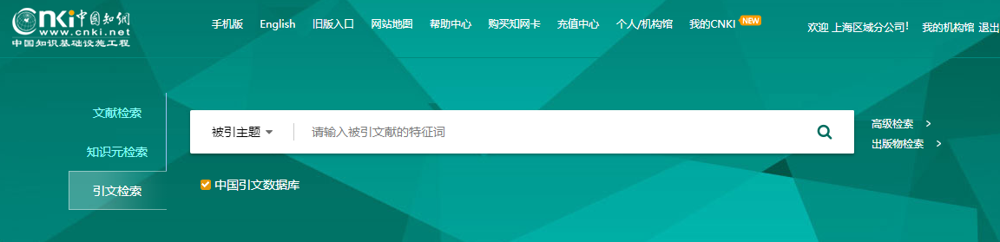 cnki中国知网
www.cnki.net
中国知识基础设施工程
手机版 English 旧版入口 网站地图 帮助中心 购买知网卡 充值中心 个人/机构馆 我的CNKI NEW
欢迎 上海区域分公司! 我的机构馆 退出
文献检索
知识元检索
引文检索
被引主题 请输入被引文献的特征词
高级检索 >
出版物检索 >
中国引文数据库